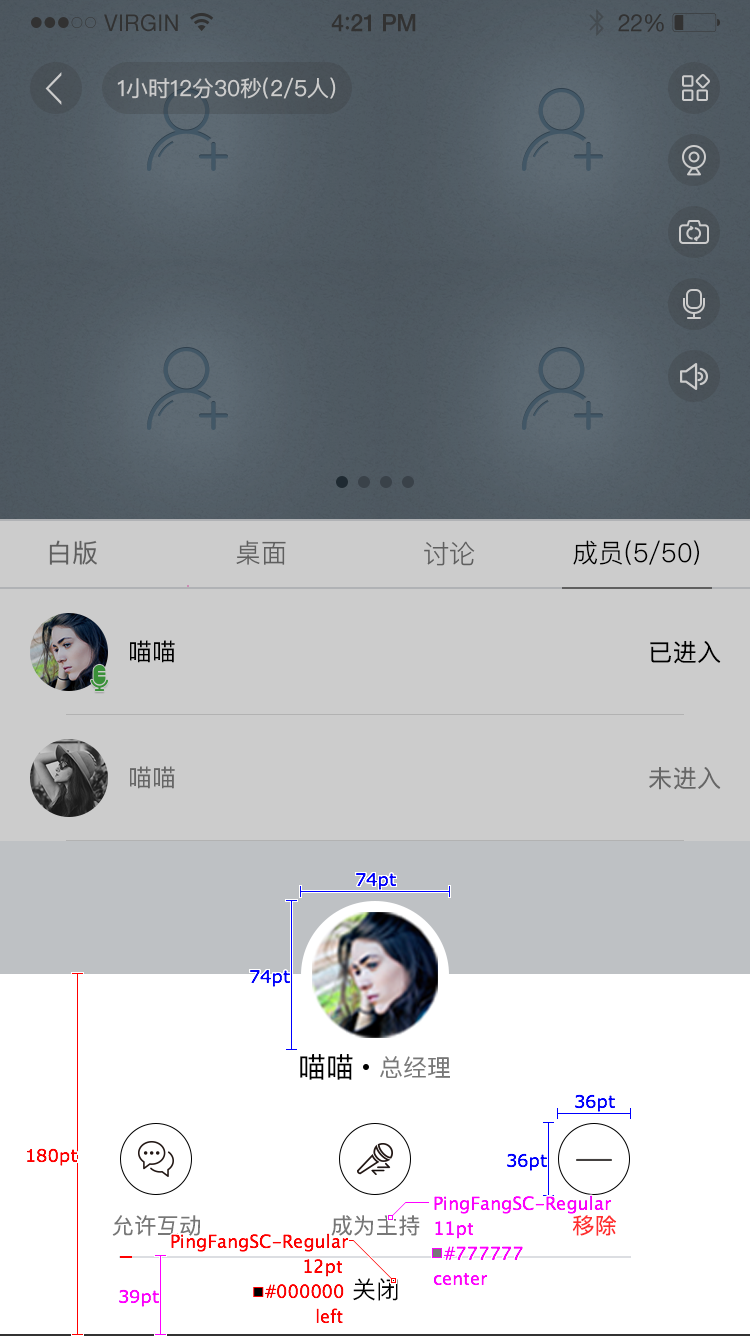 VIRGIN 4:21 PM 22%
1小时12分30秒(2/5人)
白版 桌面 讨论 成员(5/50)
喵喵 已进入
喵喵 未进入
74pt
74pt
喵喵 · 总经理
36pt
180pt
36pt
允许互动 成为主持 移除
PingFangSC-Regular
11pt
#777777
center
PingFangSC-Regular
12pt
#000000
left
39pt
关闭